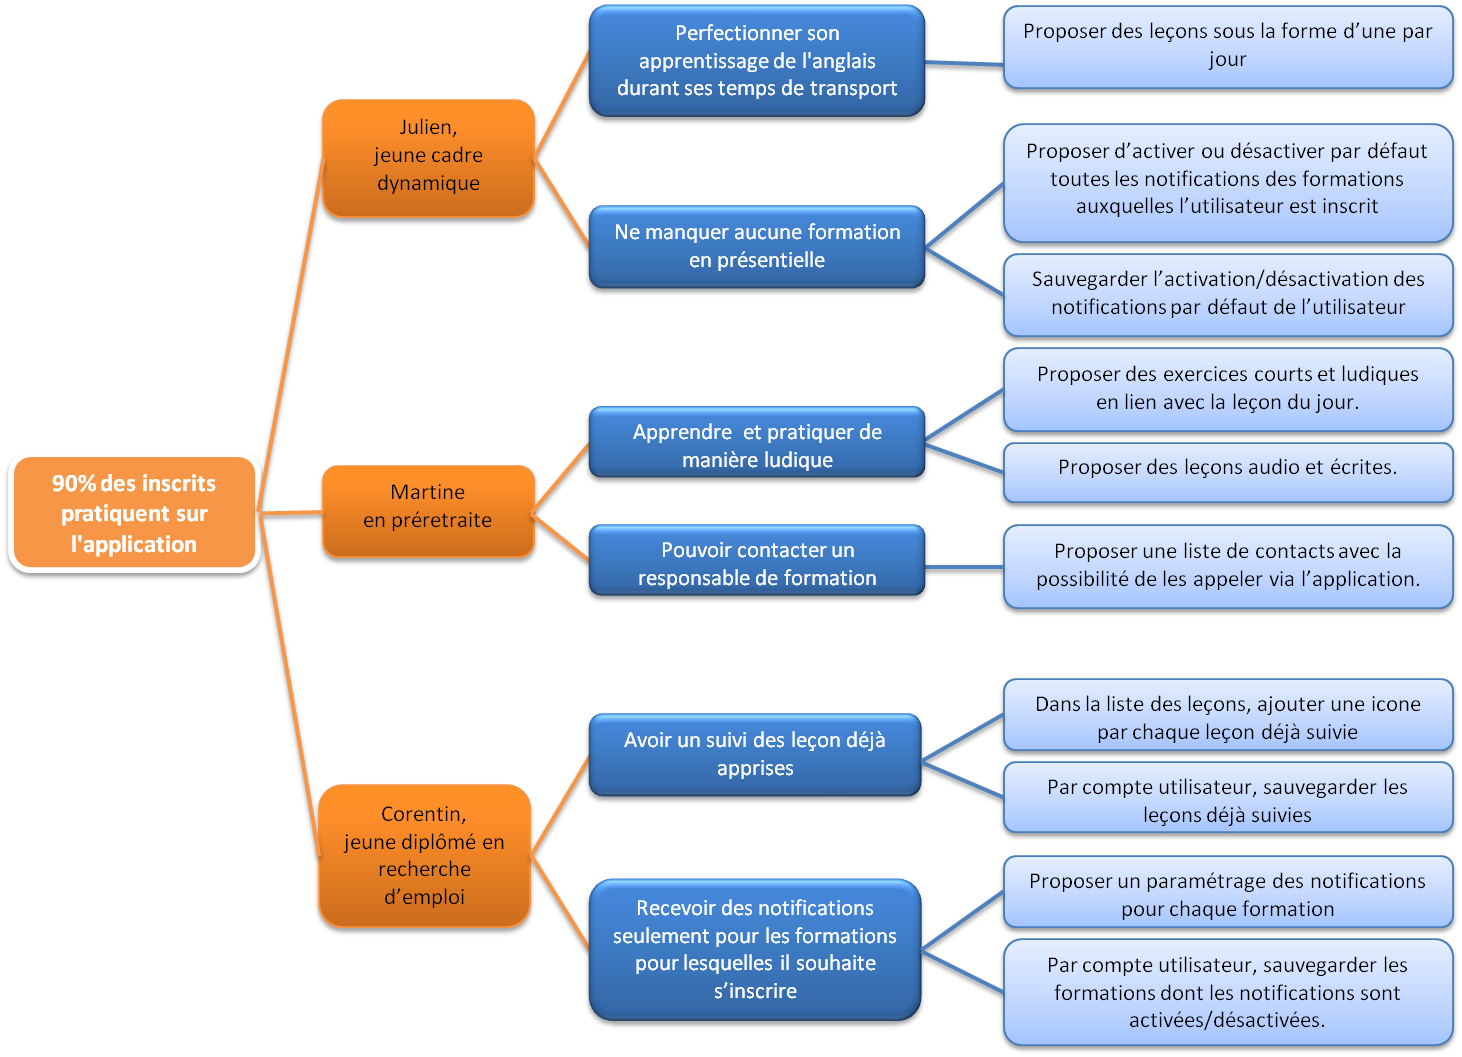 90% des inscrits
pratiquent sur
l'application
Julien,
jeune cadre
dynamique
Perfectionner son
apprentissage de l'anglais
durant ses temps de transport
Proposer des leçons sous la forme d’une par
jour
Ne manquer aucune formation
en présentielle
Proposer d’activer ou désactiver par défaut
toutes les notifications des formations
auxquelles l’utilisateur est inscrit
Sauvegarder l’activation/désactivation des
notifications par défaut de l’utilisateur
Martine
en préretraite
Apprendre  et pratiquer de
manière ludique
Proposer des exercices courts et ludiques
en lien avec la leçon du jour.
Proposer des leçons audio et écrites.
Pouvoir contacter un
responsable de formation
Proposer une liste de contacts avec la
possibilité de les appeler via l’application.
Corentin,
jeune diplômé en
recherche
d’emploi
Avoir un suivi des leçon déjà
apprises
Dans la liste des leçons, ajouter une icone
par chaque leçon déjà suivie
Par compte utilisateur, sauvegarder les
leçons déjà suivies
Recevoir des notifications
seulement pour les formations
pour lesquelles il souhaite
s’inscrire
Proposer un paramétrage des notifications
pour chaque formation
Par compte utilisateur, sauvegarder les
formations dont les notifications sont
activées/désactivées.